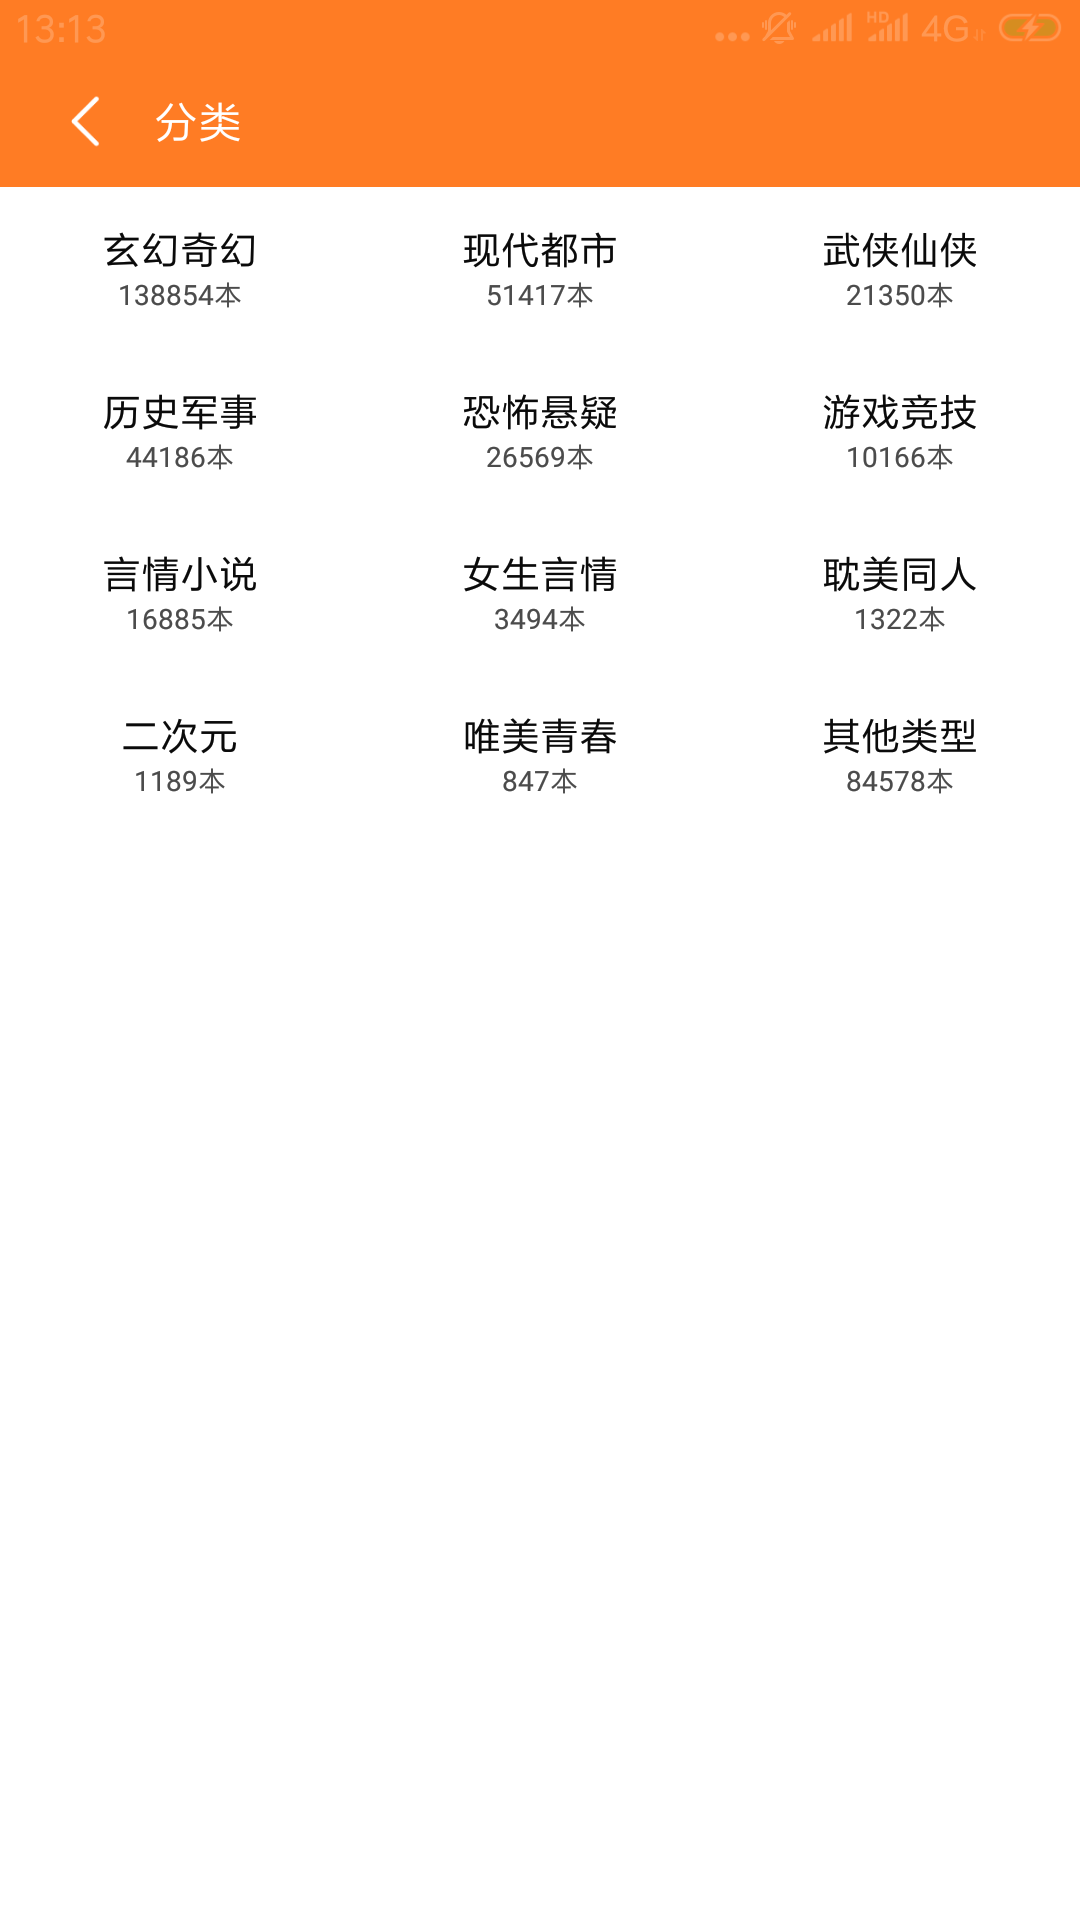 13:13
HD
4G
分类
玄幻奇幻
138854本
现代都市
51417本
武侠仙侠
21350本
历史军事
44186本
恐怖悬疑
26569本
游戏竞技
10166本
言情小说
16885本
女生言情
3494本
耽美同人
1322本
二次元
1189本
唯美青春
847本
其他类型
84578本